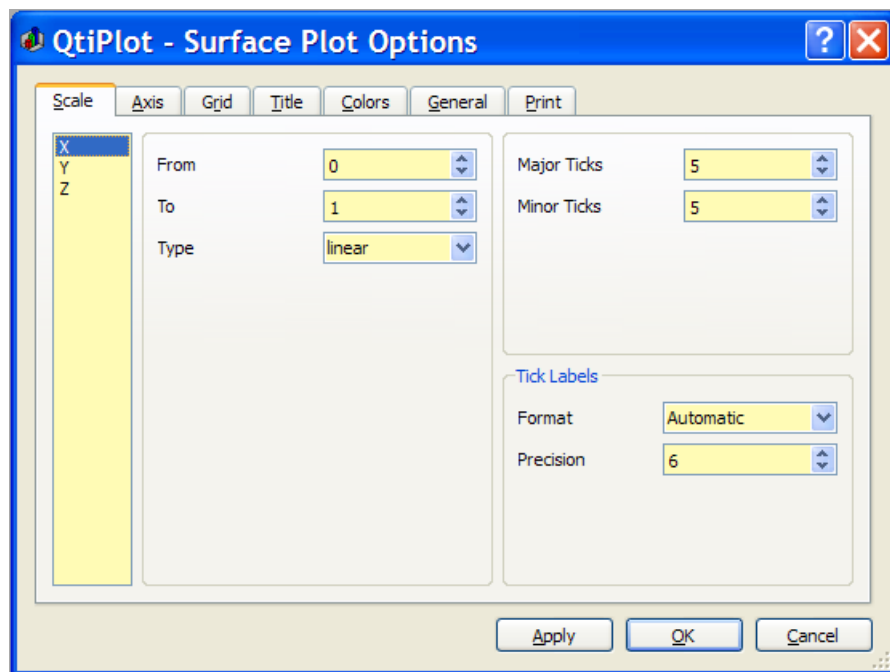 QtiPlot - Surface Plot Options
?
Scale Axis Grid Title Colors General Print
X
Y
Z
From 0
To 1
Type linear
Major Ticks 5
Minor Ticks 5
Tick Labels
Format Automatic
Precision 6
Apply OK Cancel